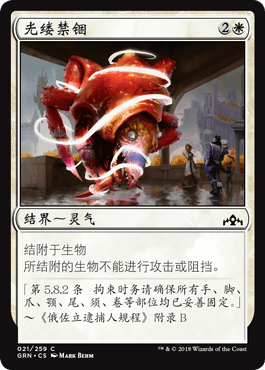 光缕禁锢 2
结界～灵气
结附于生物
所结附的生物不能进行攻击或阻挡。
「第 5.8.2 条　拘束时务请确保所有手、脚、
爪、颚、尾、须、卷等部位均已妥善固定。」
～《俄佐立逮捕人规程》附录 B
021/259 C
GRN • CS MARK BEHM
™ & © 2018 Wizards of the Coast